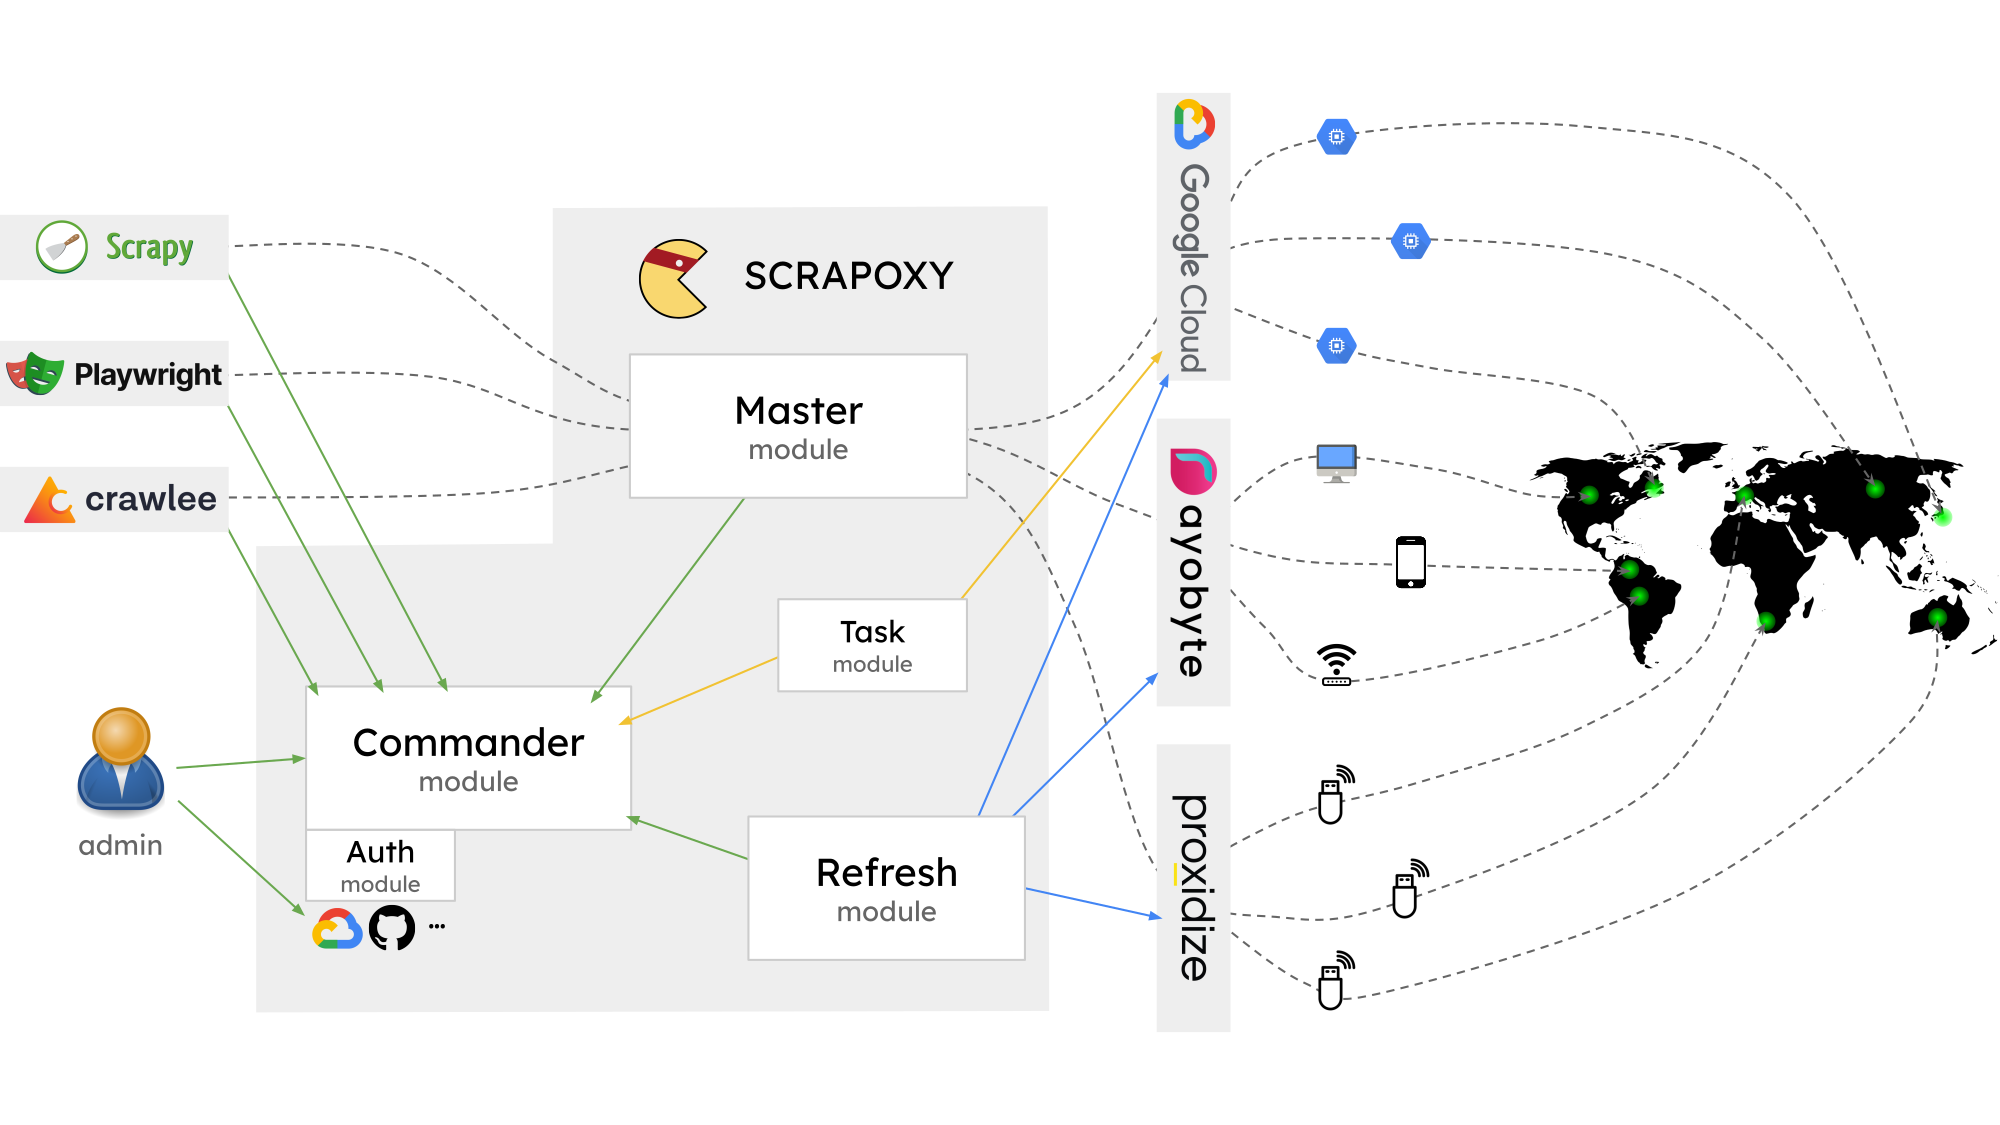 Scrapy
Playwright
crawlee
SCRAPOXY
Master
module
Task
module
Commander
module
Auth
module
...
Refresh
module
admin
Google Cloud
ayobyte
proxidize